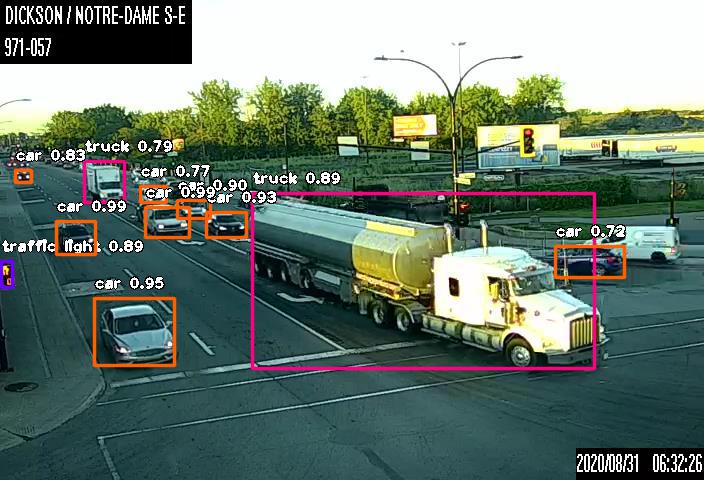 DICKSON / NOTRE-DAME S-E
971-057
car 0.83
truck 0.79
car 0.77
car 0.90
car 0.99
car 0.93
truck 0.89
car 0.99
car 0.72
traffic light 0.89
car 0.95
2020/08/31 06:32:26